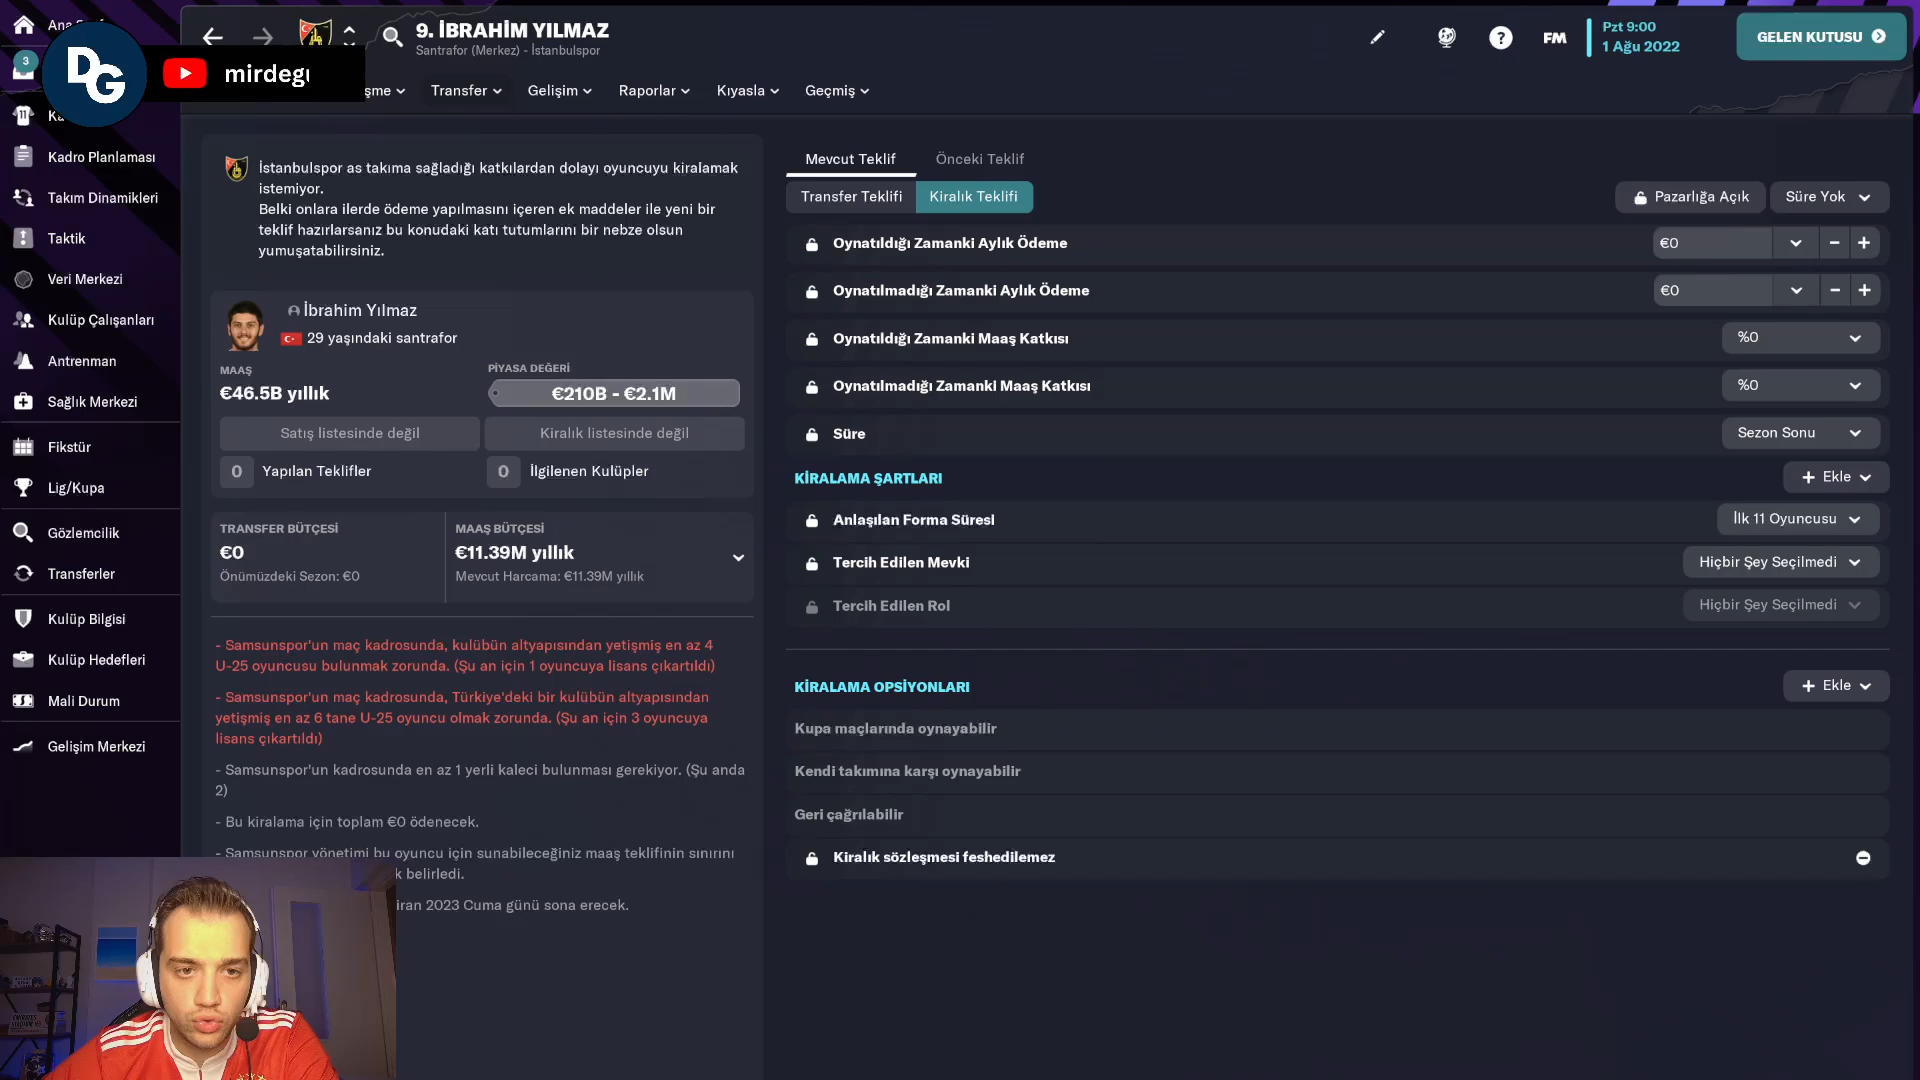 Ana
9. İBRAHİM YILMAZ
Santrafor (Merkez) - İstanbulspor
FM
Pzt 9:00
1 Ağu 2022
GELEN KUTUSU
3
DG
mirdegu
Transfer
Gelişim
Raporlar
Kıyasla
Geçmiş
Kadro Planlaması
Takım Dinamikleri
Taktik
Veri Merkezi
Kulüp Çalışanları
Antrenman
Sağlık Merkezi
Fikstür
Lig/Kupa
Gözlemcilik
Transferler
Kulüp Bilgisi
Kulüp Hedefleri
Mali Durum
Gelişim Merkezi
İstanbulspor as takıma sağladığı katkılardan dolayı oyuncuyu kiralamak
istemiyor.
Belki onlara ilerde ödeme yapılmasını içeren ek maddeler ile yeni bir
teklif hazırlarsanız bu konudaki katı tutumlarını bir nebze olsun
yumuşatabilirsiniz.
İbrahim Yılmaz
29 yaşındaki santrafor
MAAŞ
€46.5B yıllık
PİYASA DEĞERİ
€210B - €2.1M
Satış listesinde değil
Kiralık listesinde değil
0 Yapılan Teklifler
0 İlgilenen Kulüpler
TRANSFER BÜTÇESİ
€0
Önümüzdeki Sezon: €0
MAAŞ BÜTÇESİ
€11.39M yıllık
Mevcut Harcama: €11.39M yıllık
- Samsunspor'un maç kadrosunda, kulübün altyapısından yetişmiş en az 4
U-25 oyuncusu bulunmak zorunda. (Şu an için 1 oyuncuya lisans çıkartıldı)
- Samsunspor'un maç kadrosunda, Türkiye'deki bir kulübün altyapısından
yetişmiş en az 6 tane U-25 oyuncu olmak zorunda. (Şu an için 3 oyuncuya
lisans çıkartıldı)
- Samsunspor'un kadrosunda en az 1 yerli kaleci bulunması gerekiyor. (Şu anda
2)
- Bu kiralama için toplam €0 ödenecek.
- Samsunspor yönetimi bu oyuncu için sunabileceğiniz maaş teklifinin sınırını
k belirledi.
iran 2023 Cuma günü sona erecek.
Mevcut Teklif
Önceki Teklif
Transfer Teklifi
Kiralık Teklifi
Pazarlığa Açık
Süre Yok
Oynatıldığı Zamanki Aylık Ödeme
€0
Oynatılmadığı Zamanki Aylık Ödeme
€0
Oynatıldığı Zamanki Maaş Katkısı
%0
Oynatılmadığı Zamanki Maaş Katkısı
%0
Süre
Sezon Sonu
KİRALAMA ŞARTLARI
Ekle
Anlaşılan Forma Süresi
İlk 11 Oyuncusu
Tercih Edilen Mevki
Hiçbir Şey Seçilmedi
Tercih Edilen Rol
Hiçbir Şey Seçilmedi
KİRALAMA OPSİYONLARI
Ekle
Kupa maçlarında oynayabilir
Kendi takımına karşı oynayabilir
Geri çağrılabilir
Kiralık sözleşmesi feshedilemez